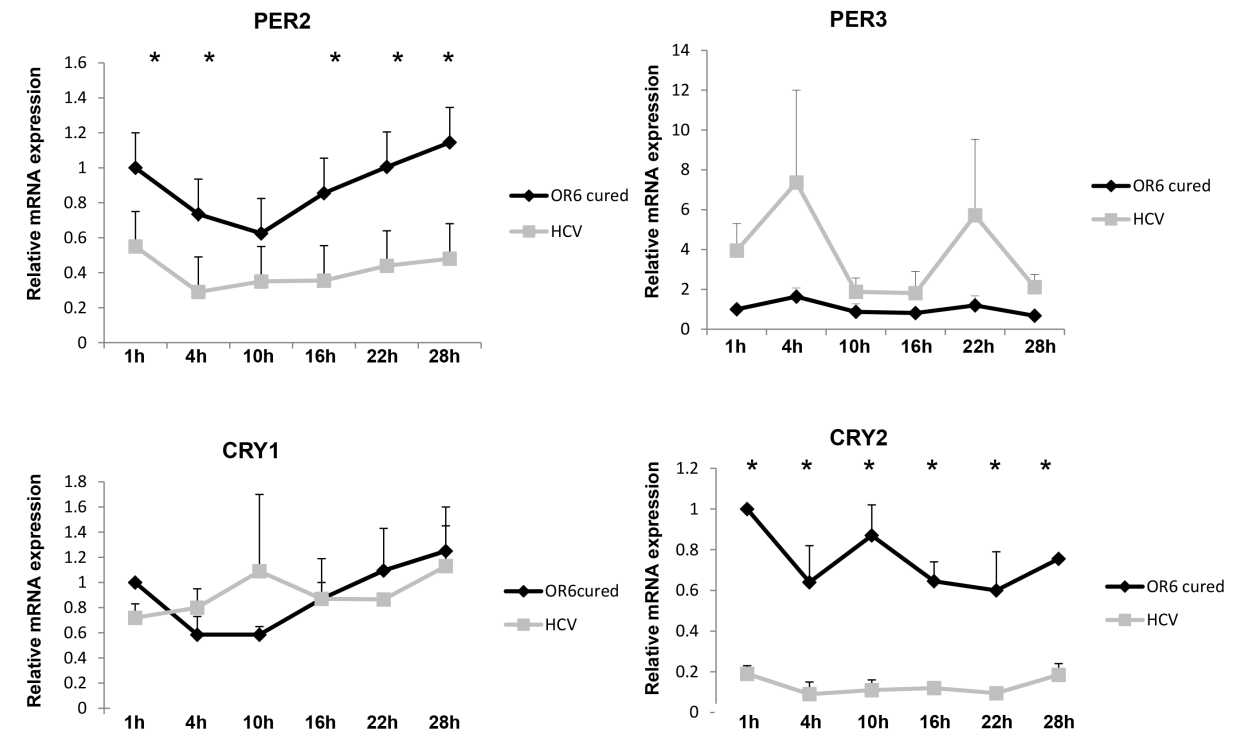 PER2
* * * * *
Relative mRNA expression
1.6
1.4
1.2
1
0.8
0.6
0.4
0.2
0
1h 4h 10h 16h 22h 28h
OR6 cured
HCV
PER3
Relative mRNA expression
14
12
10
8
6
4
2
0
1h 4h 10h 16h 22h 28h
OR6 cured
HCV
CRY1
Relative mRNA expression
1.8
1.6
1.4
1.2
1
0.8
0.6
0.4
0.2
0
1h 4h 10h 16h 22h 28h
OR6cured
HCV
CRY2
* * * * * *
Relative mRNA expression
1.2
1
0.8
0.6
0.4
0.2
0
1h 4h 10h 16h 22h 28h
OR6 cured
HCV